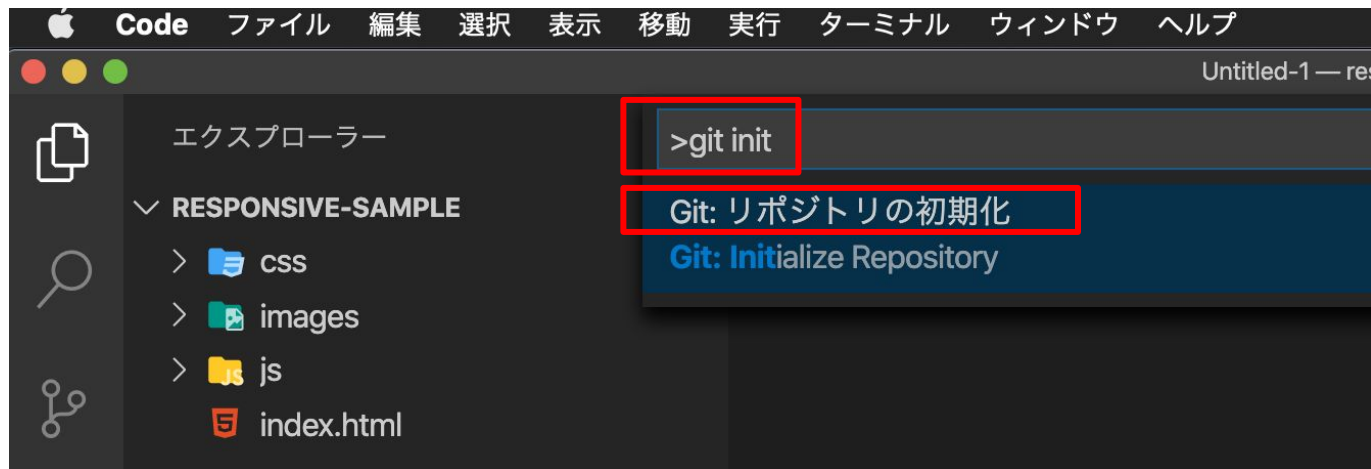 Code ファイル 編集 選択 表示 移動 実行 ターミナル ウィンドウ ヘルプ
Untitled-1 — res
エクスプローラー
>git init
RESPONSIVE-SAMPLE
Git: リポジトリの初期化
Git: Initialize Repository
css
images
JS js
index.html